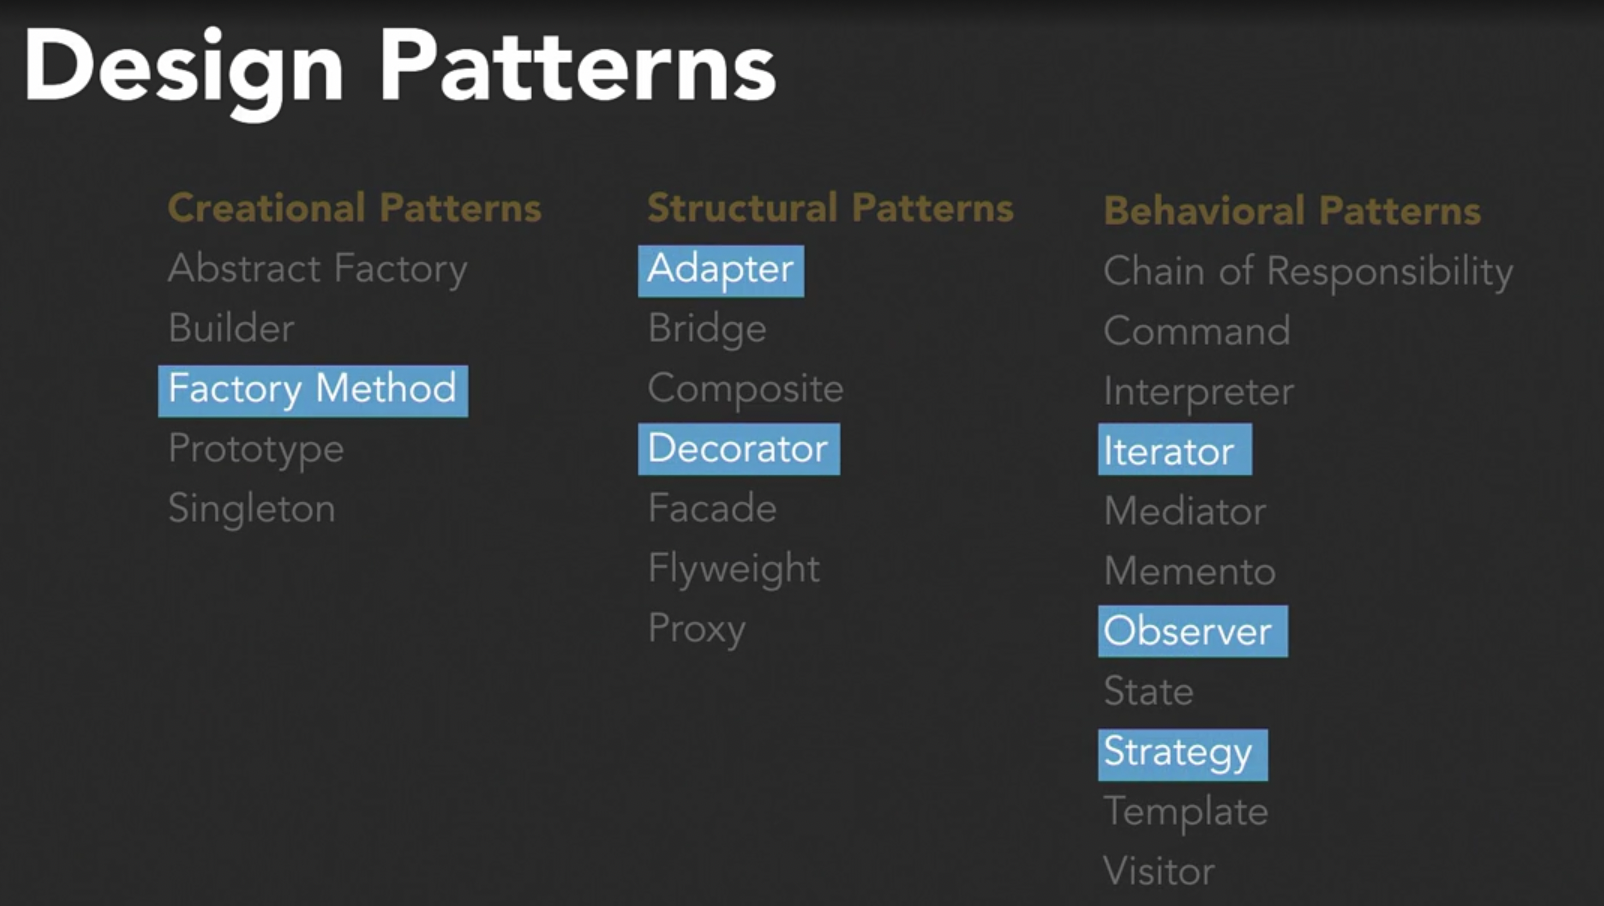 Design Patterns
Creational Patterns
Abstract Factory
Builder
Factory Method
Prototype
Singleton
Structural Patterns
Adapter
Bridge
Composite
Decorator
Facade
Flyweight
Proxy
Behavioral Patterns
Chain of Responsibility
Command
Interpreter
Iterator
Mediator
Memento
Observer
State
Strategy
Template
Visitor